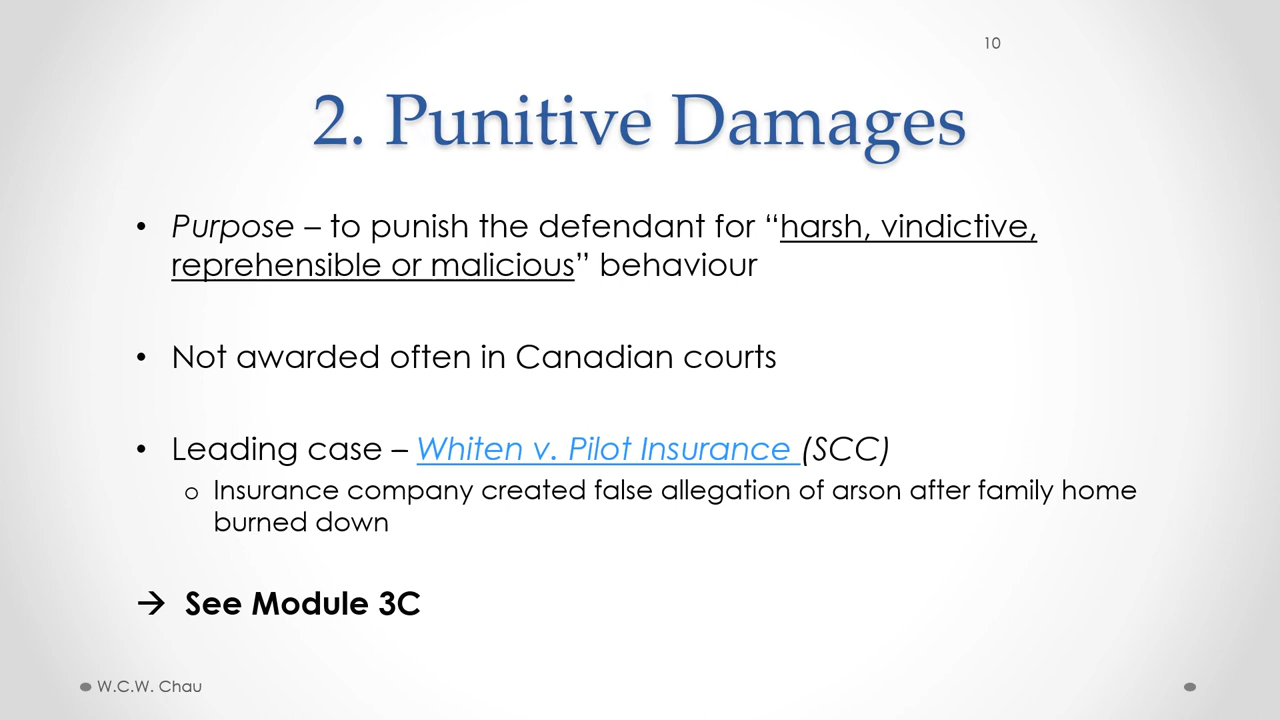 10
2. Punitive Damages
• Purpose – to punish the defendant for “harsh, vindictive,
reprehensible or malicious” behaviour
• Not awarded often in Canadian courts
• Leading case – Whiten v. Pilot Insurance (SCC)
o Insurance company created false allegation of arson after family home
burned down
→ See Module 3C
W.C.W. Chau